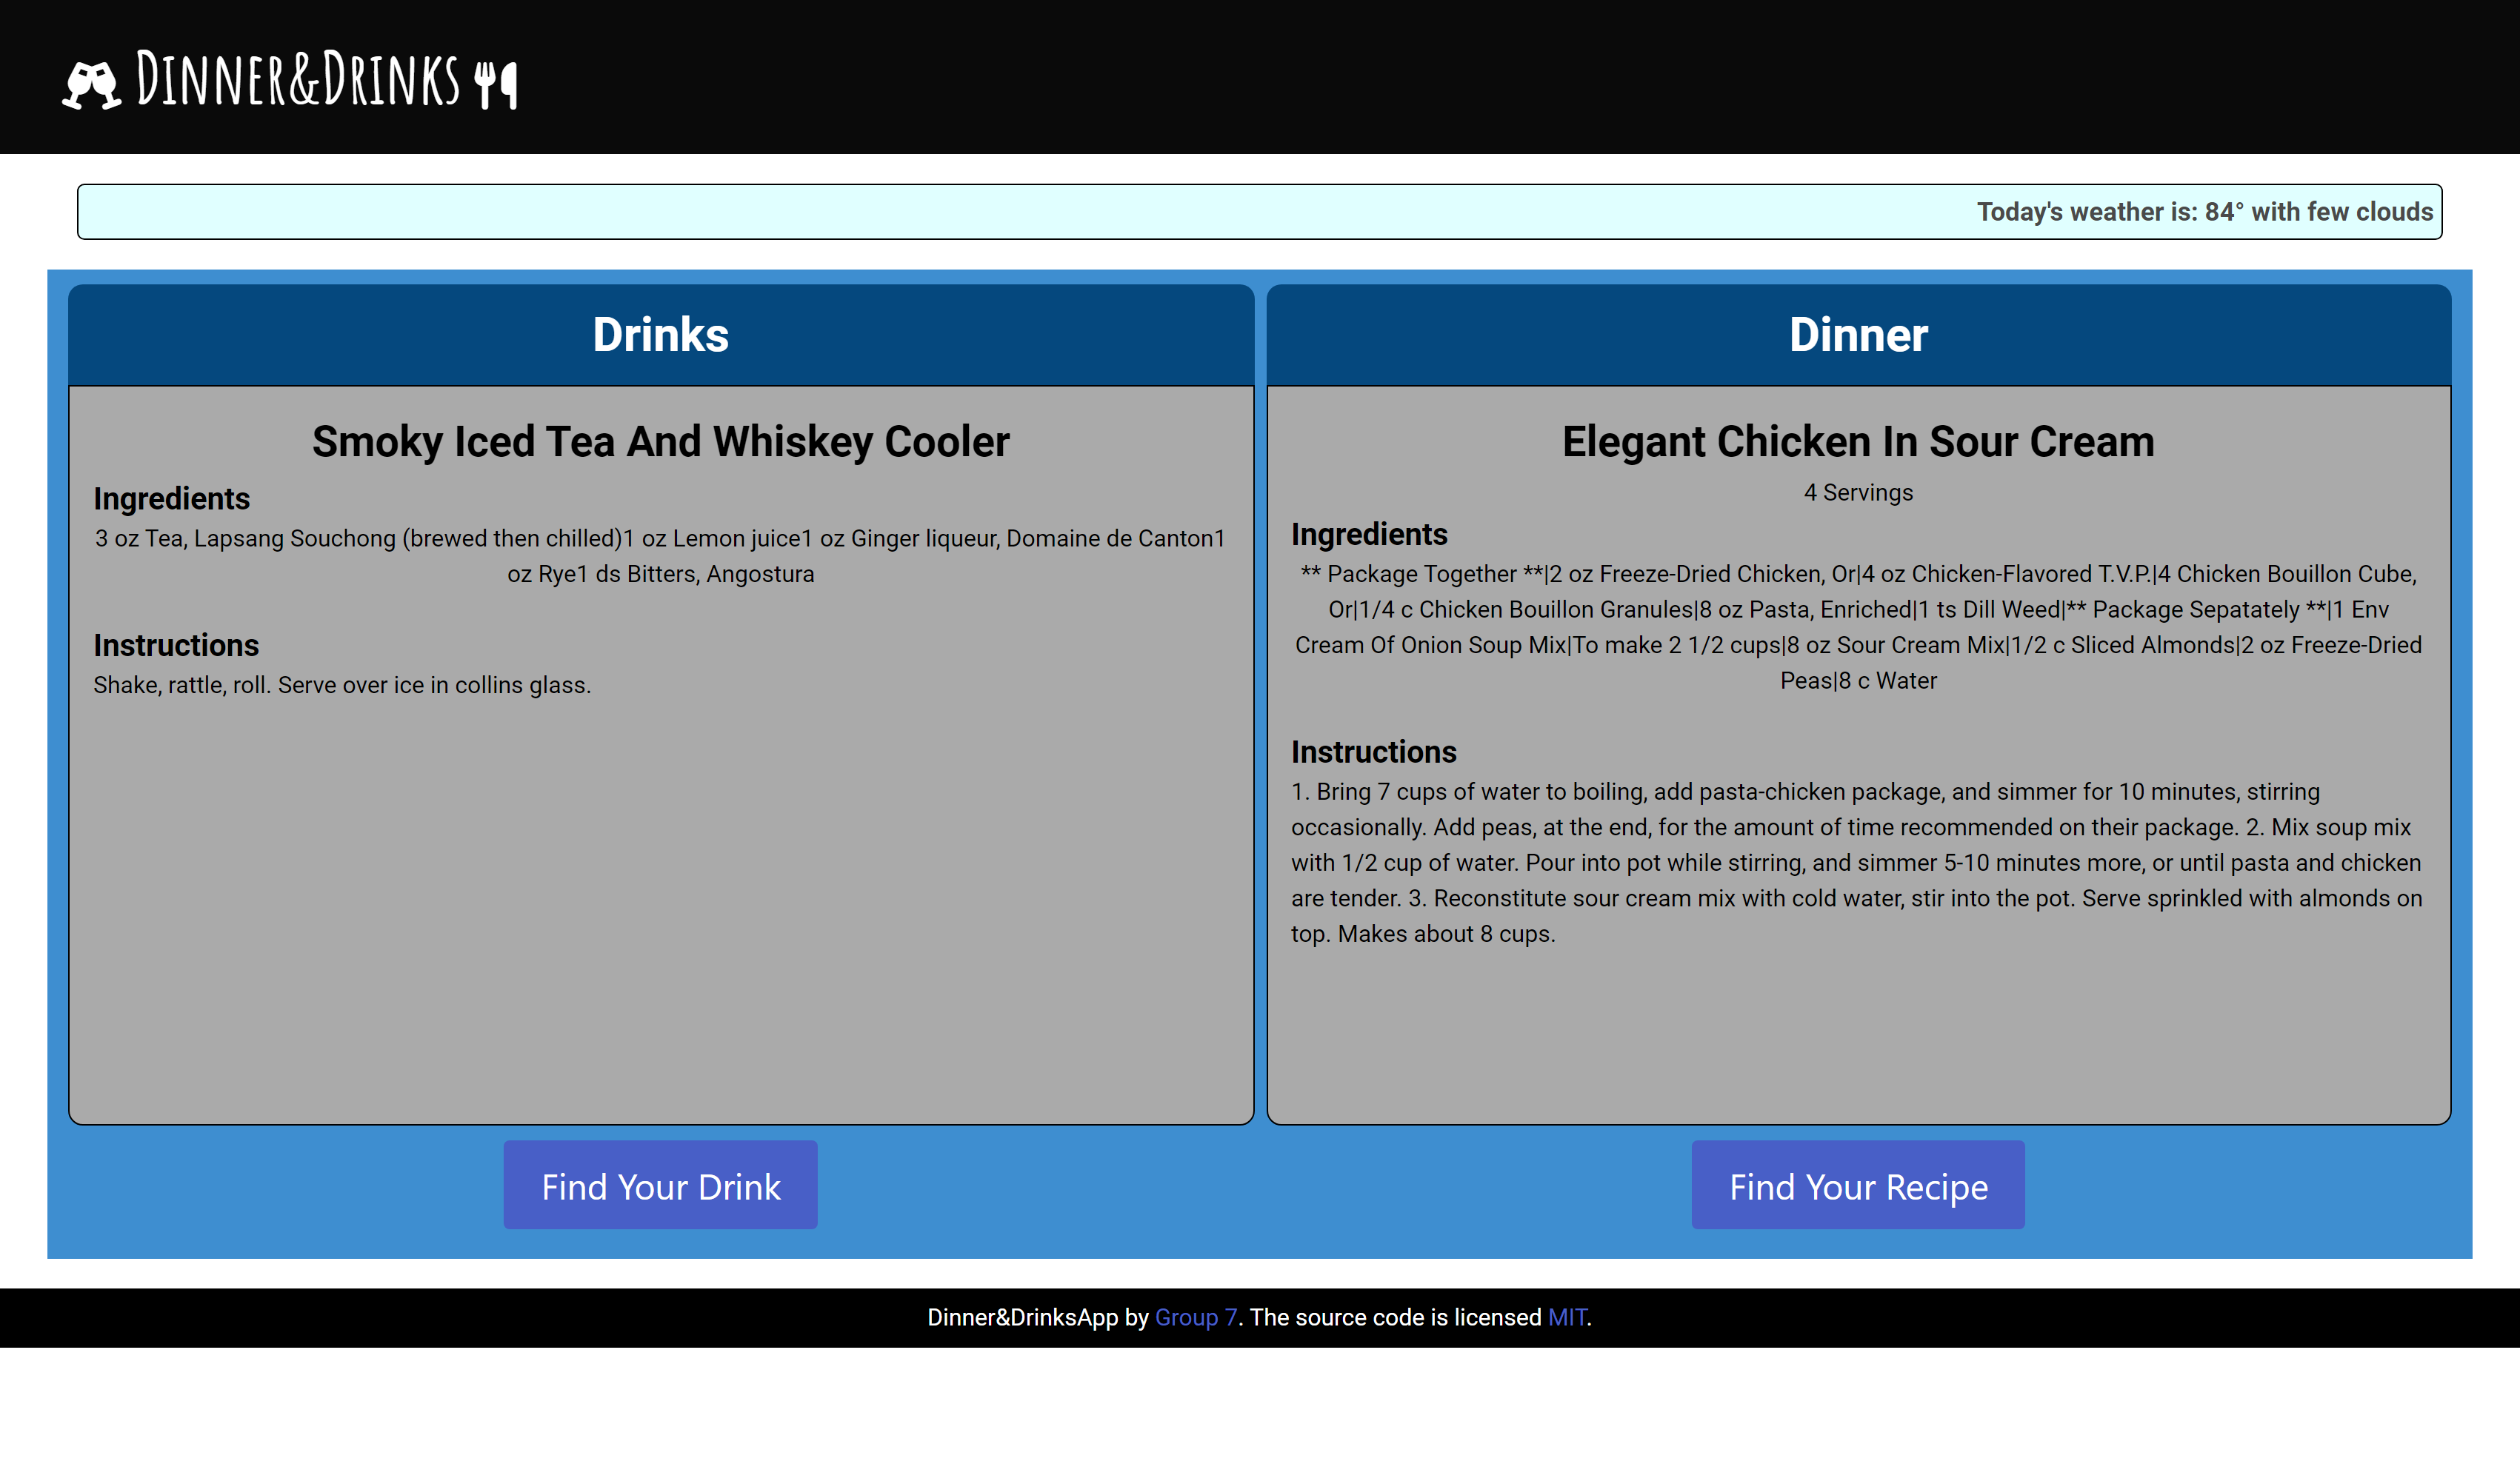 Dinner&Drinks
Today's weather is: 84° with few clouds
Drinks
Smoky Iced Tea And Whiskey Cooler
Ingredients
3 oz Tea, Lapsang Souchong (brewed then chilled)1 oz Lemon juice1 oz Ginger liqueur, Domaine de Canton1
oz Rye1 ds Bitters, Angostura
Instructions
Shake, rattle, roll. Serve over ice in collins glass.
Find Your Drink
Dinner
Elegant Chicken In Sour Cream
4 Servings
Ingredients
** Package Together **|2 oz Freeze-Dried Chicken, Or|4 oz Chicken-Flavored T.V.P.|4 Chicken Bouillon Cube,
Or|1/4 c Chicken Bouillon Granules|8 oz Pasta, Enriched|1 ts Dill Weed|** Package Sepatately **|1 Env
Cream Of Onion Soup Mix|To make 2 1/2 cups|8 oz Sour Cream Mix|1/2 c Sliced Almonds|2 oz Freeze-Dried
Peas|8 c Water
Instructions
1. Bring 7 cups of water to boiling, add pasta-chicken package, and simmer for 10 minutes, stirring
occasionally. Add peas, at the end, for the amount of time recommended on their package. 2. Mix soup mix
with 1/2 cup of water. Pour into pot while stirring, and simmer 5-10 minutes more, or until pasta and chicken
are tender. 3. Reconstitute sour cream mix with cold water, stir into the pot. Serve sprinkled with almonds on
top. Makes about 8 cups.
Find Your Recipe
Dinner&DrinksApp by Group 7. The source code is licensed MIT.